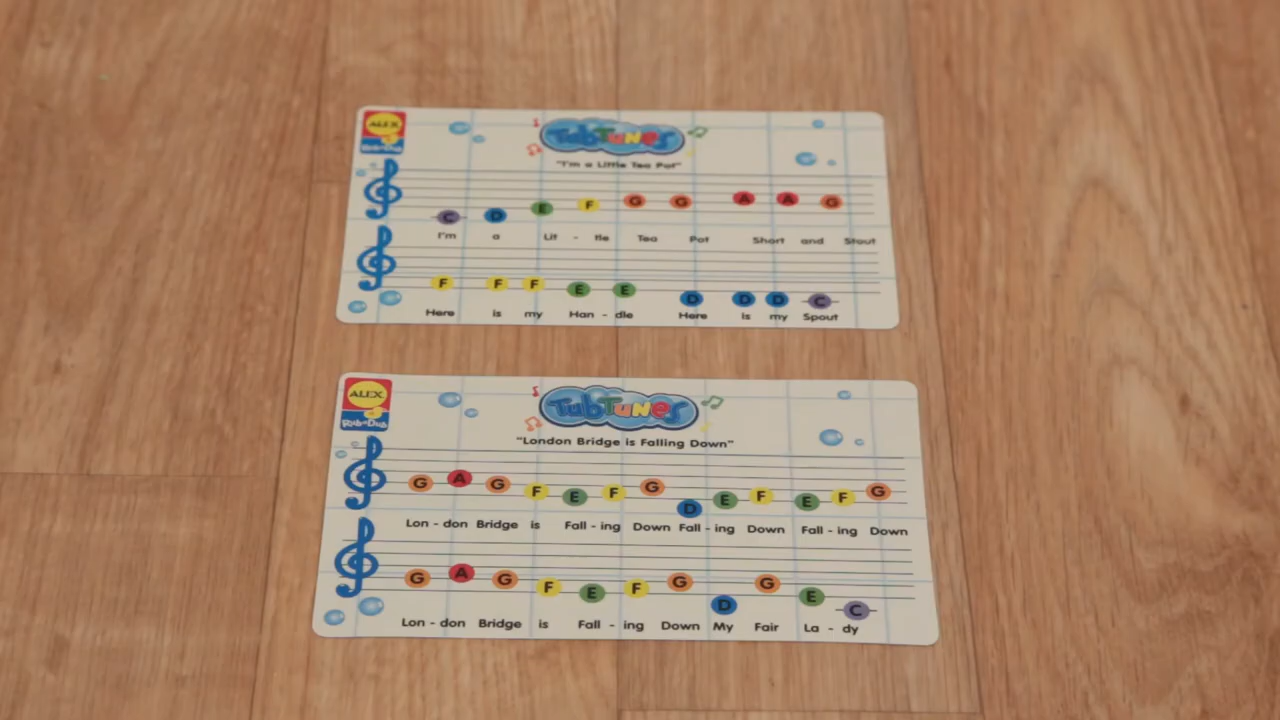 ALEX
Rub a Dub
TubTunes
"I'm a Little Tea Pot"
C D E F G G A A G
I'm a Lit - tle Tea Pot Short and Stout
F F F E E D D D C
Here is my Han - dle Here is my Spout
ALEX
Rub a Dub
TubTunes
"London Bridge is Falling Down"
G A G F E F G D E F E F G
Lon - don Bridge is Fall - ing Down Fall - ing Down Fall - ing Down
G A G F E F G D G E C
Lon - don Bridge is Fall - ing Down My Fair La - dy